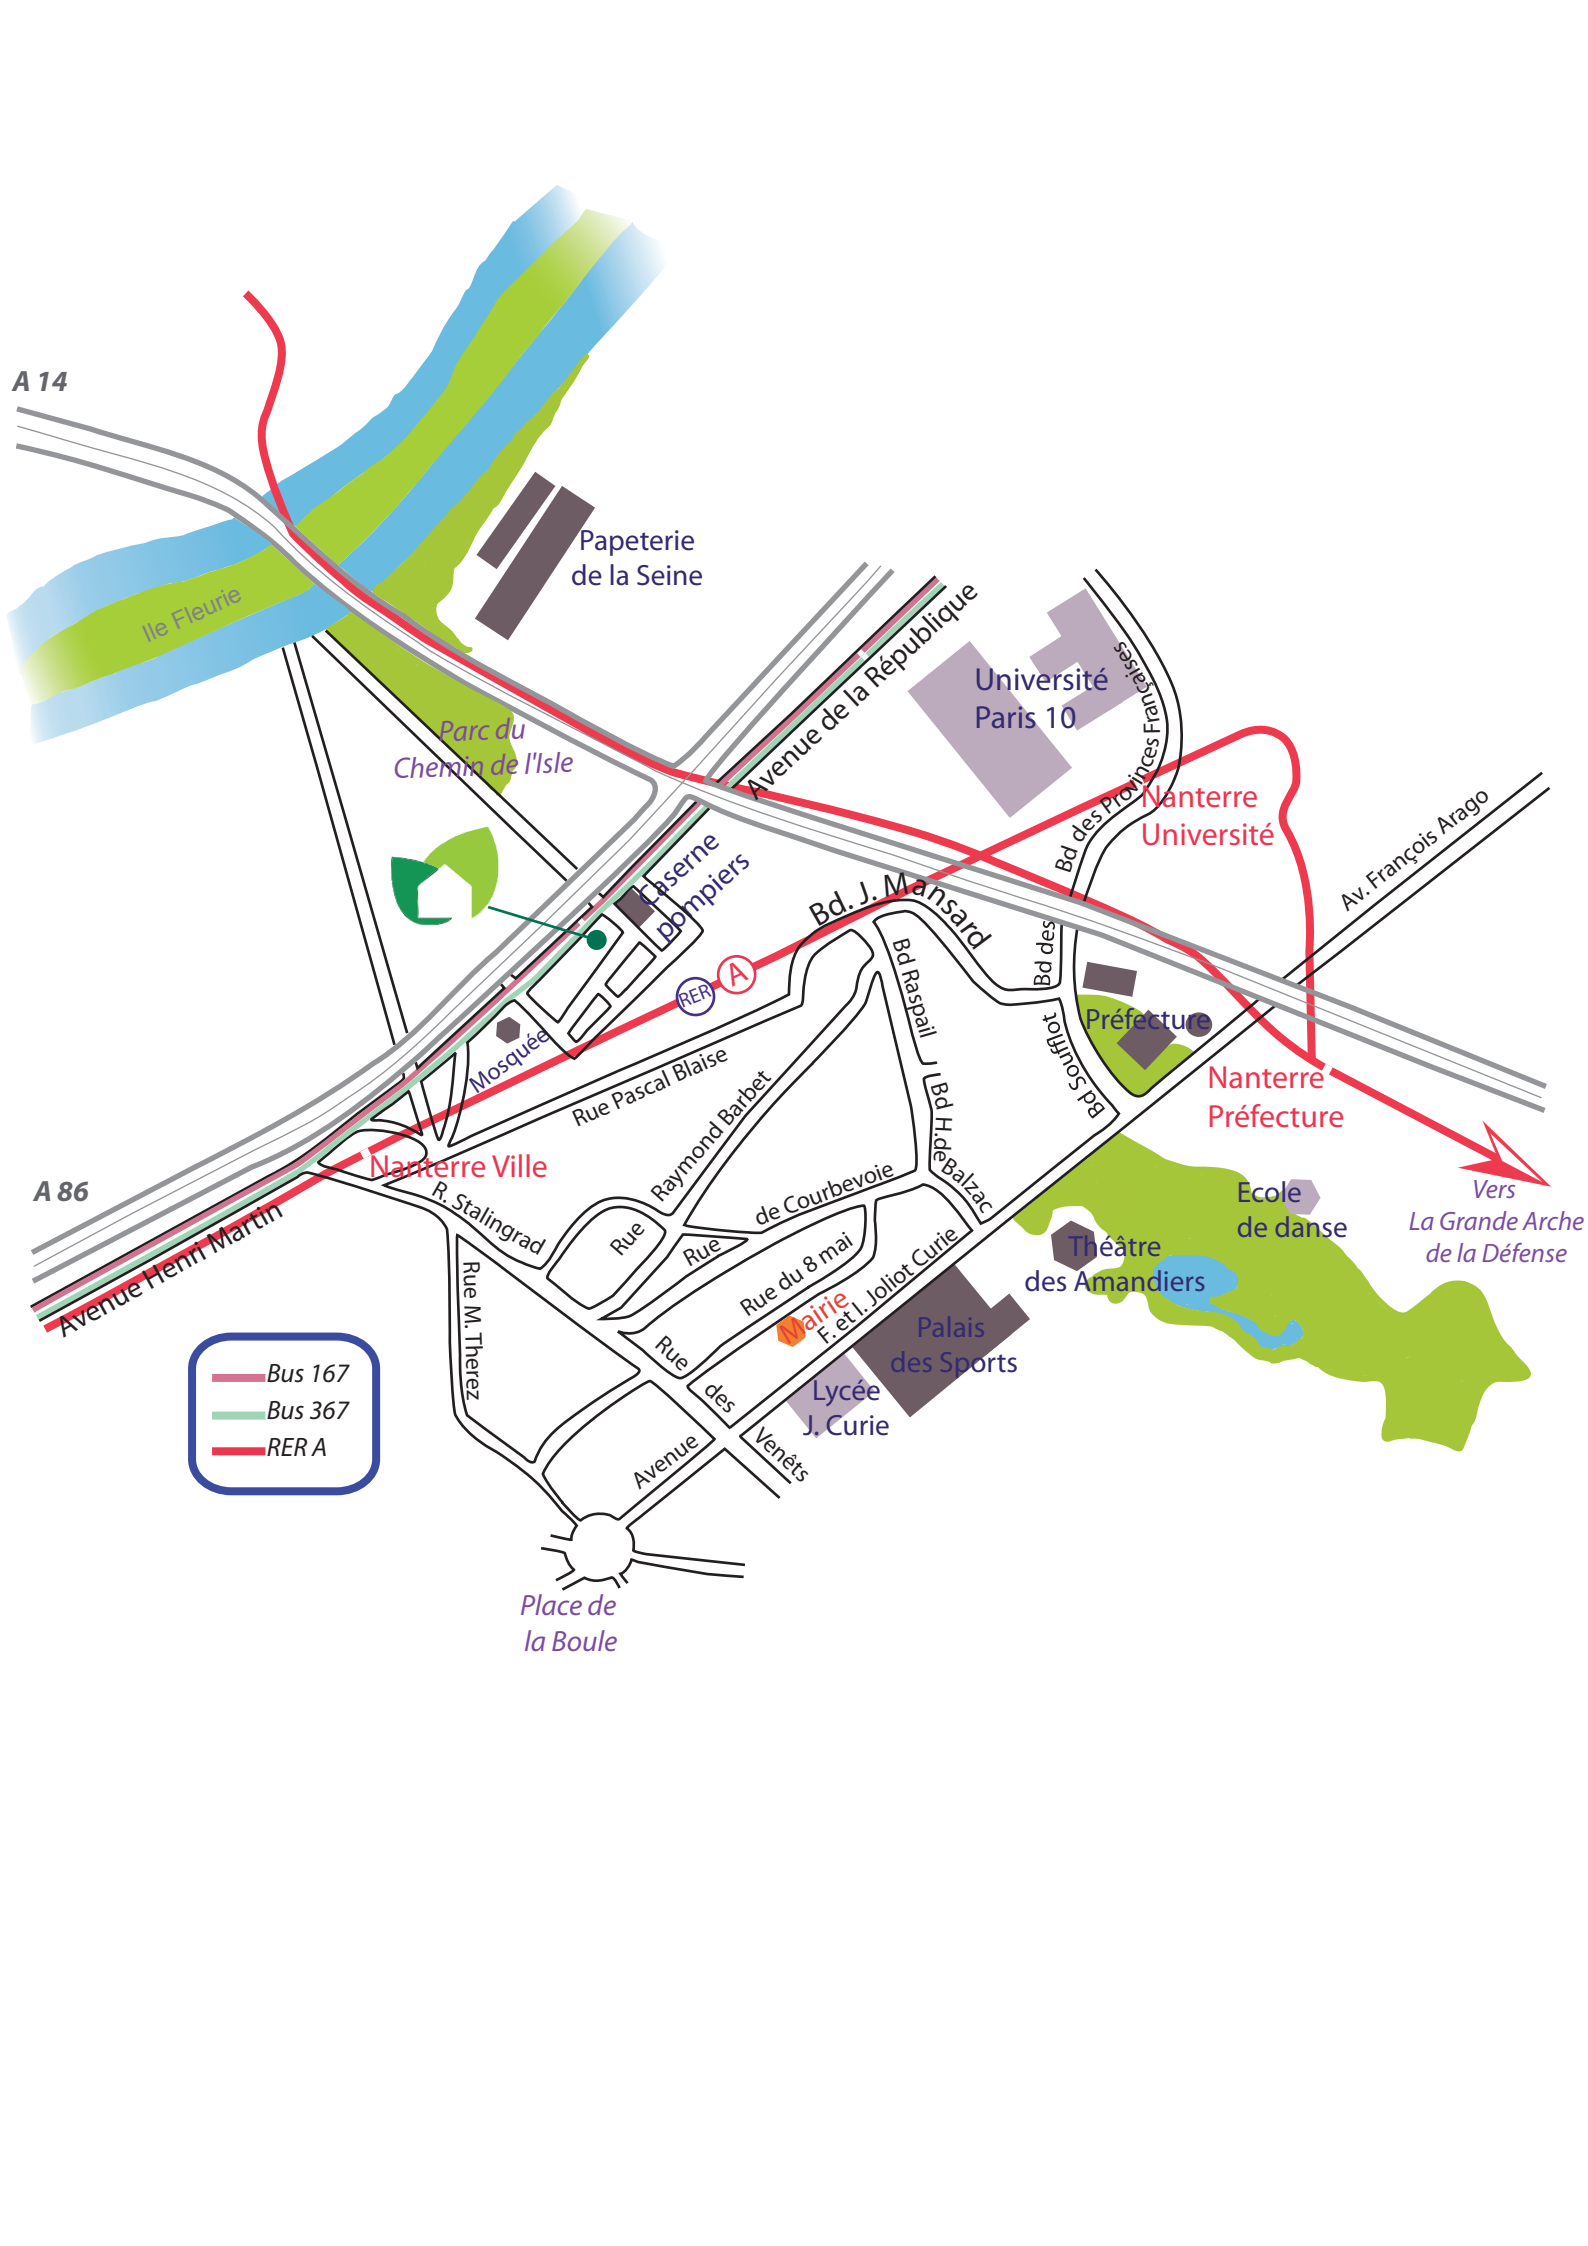 A 14
Papeterie
de la Seine
Ile Fleurie
Avenue de la République
Université
Paris 10
Bd des Provinces Françaises
Parc du
Chemin de l'Isle
Nanterre
Université
Av. François Arago
Caserne
pompiers
Bd. J. Mansard
Bd des
RER
A
Bd Raspail
Préfecture
Bd Soufflot
Mosquée
Rue Pascal Blaise
Raymond Barbet
Bd H.de Balzac
Nanterre
Préfecture
Nanterre Ville
A 86
R. Stalingrad
de Courbevoie
Ecole
de danse
Vers
La Grande Arche
de la Défense
Avenue Henri Martin
Rue
Rue
Théâtre
des Amandiers
Rue du 8 mai
F. et I. Joliot Curie
Mairie
Rue M. Therez
Palais
des Sports
Rue
des
Venêts
Lycée
J. Curie
Avenue
Bus 167
Bus 367
RER A
Place de
la Boule